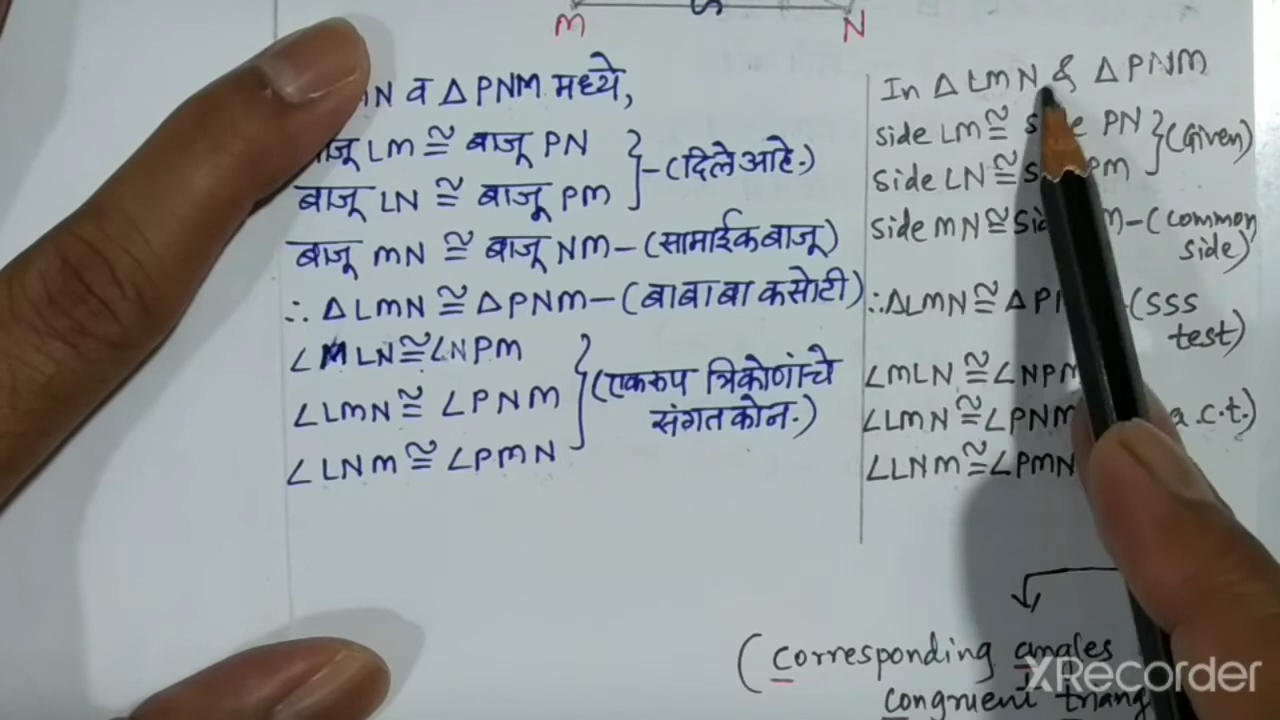 M N
N व △ PNM मध्ये,
LM ≅ बाजू PN
बाजू LN ≅ बाजू PM }-(दिले आहे.)
बाजू MN ≅ बाजू NM-(सामाईक बाजू)
∴ △LMN ≅ △PNM-(बाबाबा कसोटी)
∠MLN≅∠NPM
∠LMN ≅ ∠PNM
∠LNM ≅ ∠PMN
}(एकरुप त्रिकोणांचे
संगतकोन.)
In △ LMN & △ PNM
side LM≅ PN
side LN≅ PM }(Given)
side MN≅ M-(common
side)
∴△LMN≅△P -(SSS
test)
∠MLN≅∠NPM
∠LMN≅∠PNM a.c.t.)
∠LNM≅∠PMN
(corresponding angles
congruent triang
XRecorder